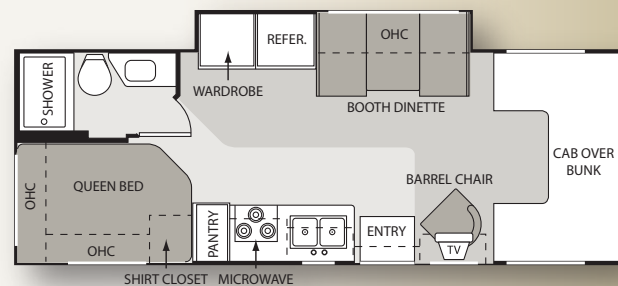 SHOWER
WARDROBE
REFER.
OHC
BOOTH DINETTE
CAB OVER
BUNK
OHC
QUEEN BED
OHC
SHIRT CLOSET
PANTRY
MICROWAVE
ENTRY
BARREL CHAIR
TV